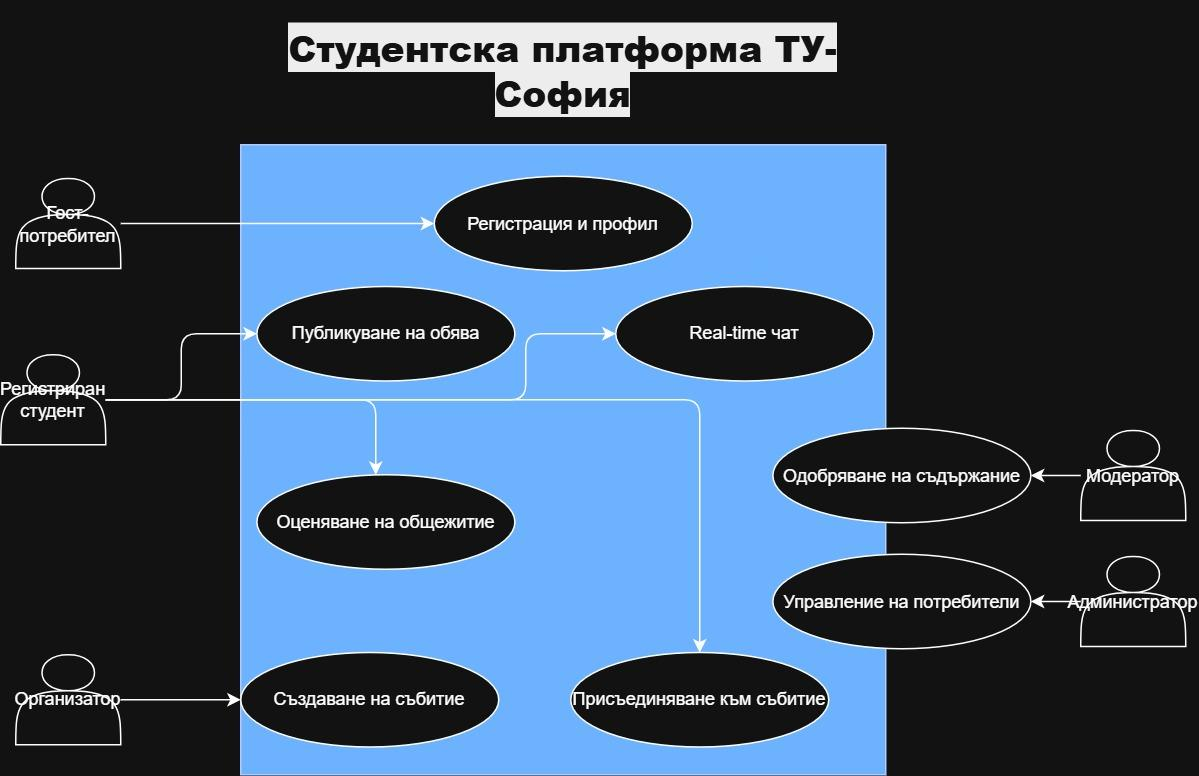 Студентска платформа ТУ-
София
Гост-
потребител
Регистрация и профил
Публикуване на обява
Real-time чат
Регистриран
студент
Одобряване на съдържание
Модератор
Оценяване на общежитие
Управление на потребители
Администратор
Организатор
Създаване на събитие
Присъединяване към събитие